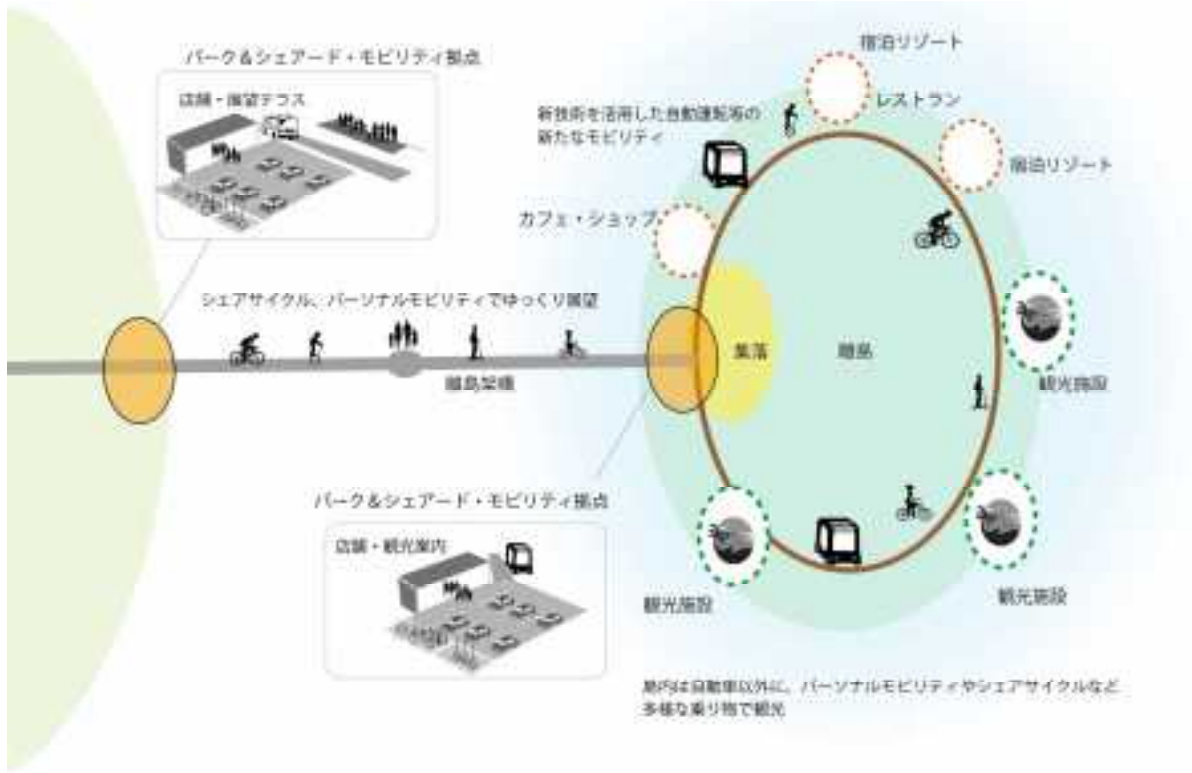 パーク＆シェアード・モビリティ拠点
店舗・展望テラス
宿泊リゾート
レストラン
新技術を活用した自動運転等の
新たなモビリティ
宿泊リゾート
カフェ・ショップ
シェアサイクル、パーソナルモビリティでゆっくり展望
集落
離島
離島架橋
観光施設
パーク＆シェアード・モビリティ拠点
店舗・観光案内
観光施設
観光施設
島内は自動車以外に、パーソナルモビリティやシェアサイクルなど
多様な乗り物で観光